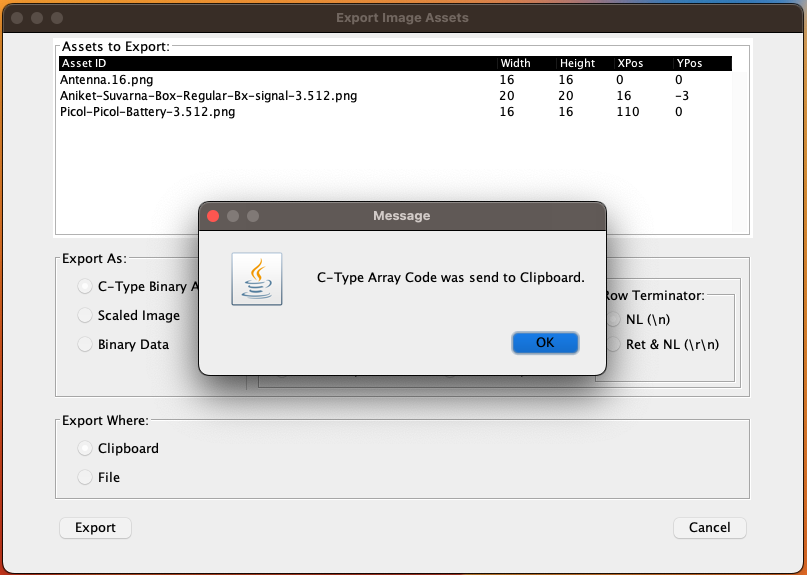 Export Image Assets
Assets to Export:
Asset ID Width Height XPos YPos
Antenna.16.png 16 16 0 0
Aniket-Suvarna-Box-Regular-Bx-signal-3.512.png 20 20 16 -3
Picol-Picol-Battery-3.512.png 16 16 110 0
Message
C-Type Array Code was send to Clipboard.
OK
Export As:
C-Type Binary
Scaled Image
Binary Data
Terminator:
NL (\n)
Ret & NL (\r\n)
Export Where:
Clipboard
File
Export
Cancel